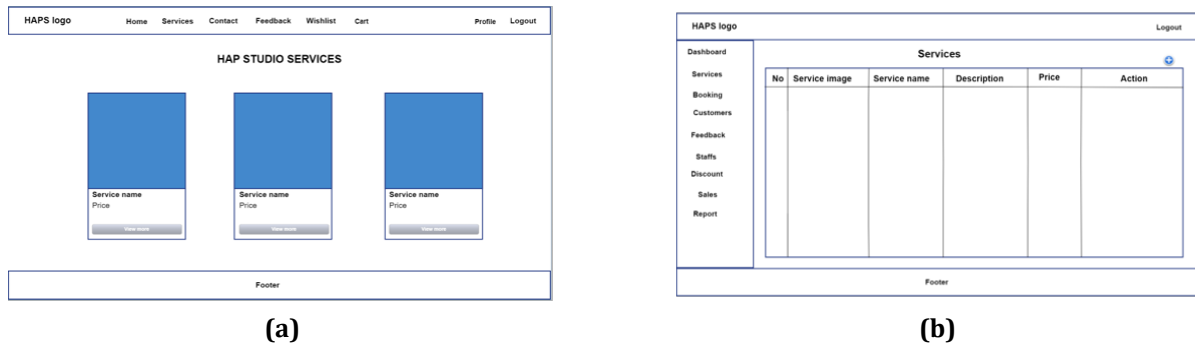 HAPS logo Home Services Contact Feedback Wishlist Cart Profile Logout
HAP STUDIO SERVICES
Service name Service name Service name
Price Price Price
View more View more View more
Footer
(a)
HAPS logo Logout
Dashboard
Services
Booking
Customers
Feedback
Staffs
Discount
Sales
Report
Services
No Service image Service name Description Price Action
Footer
(b)